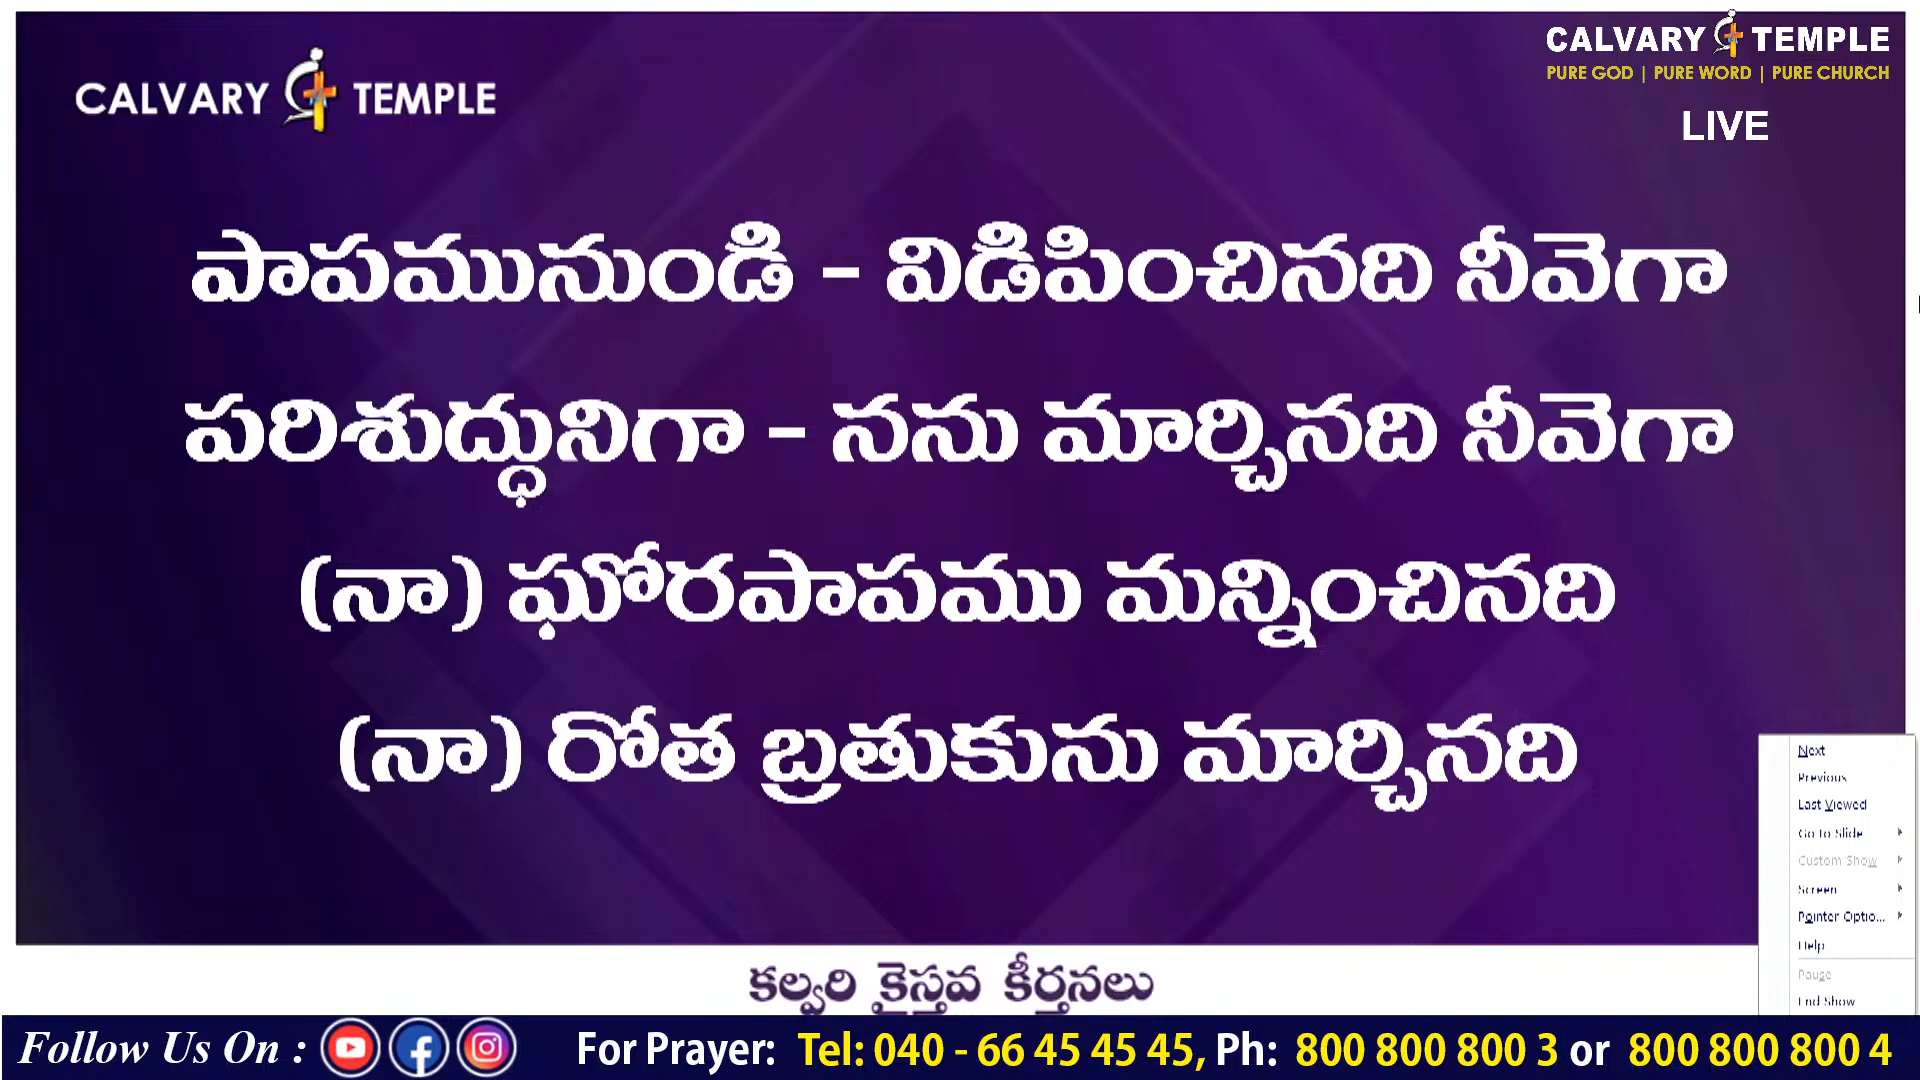 CALVARY TEMPLE
CALVARY TEMPLE
PURE GOD | PURE WORD | PURE CHURCH
LIVE
పాపమునుండి – విడిపించినది నీవెగా
పరిశుద్ధునిగా – నను మార్చినది నీవెగా
(నా) ఘోరపాపము మన్నించినది
(నా) రోత బ్రతుకును మార్చినది
Next
Previous
Last Viewed
Go to Slide
Custom Show
Screen
Pointer Optio...
Help
Pause
End Show
కల్వరి క్రైస్తవ కీర్తనలు
Follow Us On : For Prayer: Tel: 040 - 66 45 45 45, Ph: 800 800 800 3 or 800 800 800 4